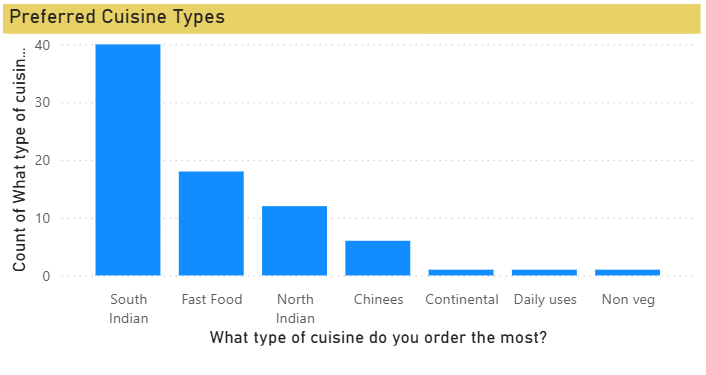 Preferred Cuisine Types
Count of What type of cuisin...
40
30
20
10
0
South Indian
Fast Food
North Indian
Chinees
Continental
Daily uses
Non veg
What type of cuisine do you order the most?